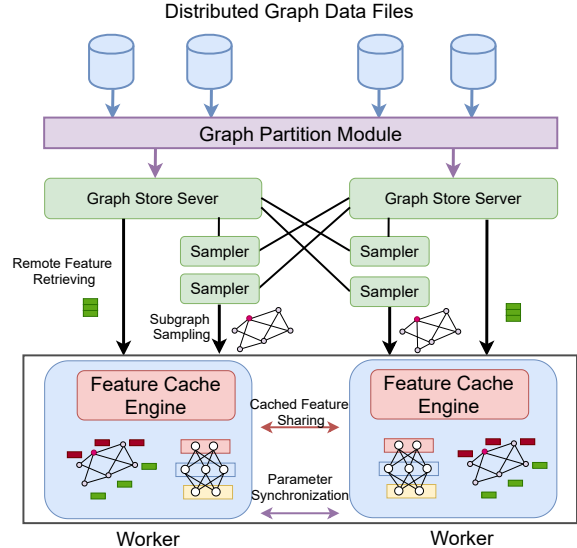 Distributed Graph Data Files
Graph Partition Module
Graph Store Sever
Graph Store Server
Sampler
Sampler
Remote Feature
Retrieving
Sampler
Sampler
Subgraph
Sampling
Feature Cache
Engine
Feature Cache
Engine
Cached Feature
Sharing
Parameter
Synchronization
Worker
Worker